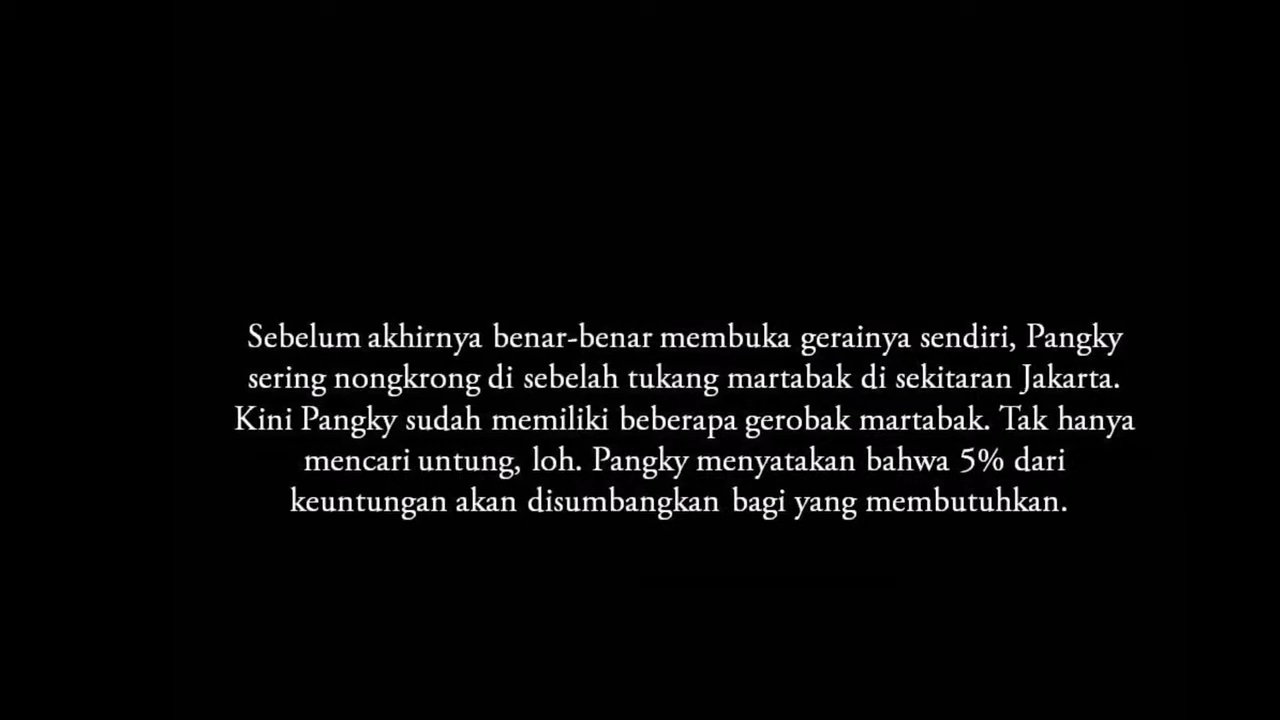 Sebelum akhirnya benar-benar membuka gerainya sendiri, Pangky
sering nongkrong di sebelah tukang martabak di sekitaran Jakarta.
Kini Pangky sudah memiliki beberapa gerobak martabak. Tak hanya
mencari untung, loh. Pangky menyatakan bahwa 5% dari
keuntungan akan disumbangkan bagi yang membutuhkan.